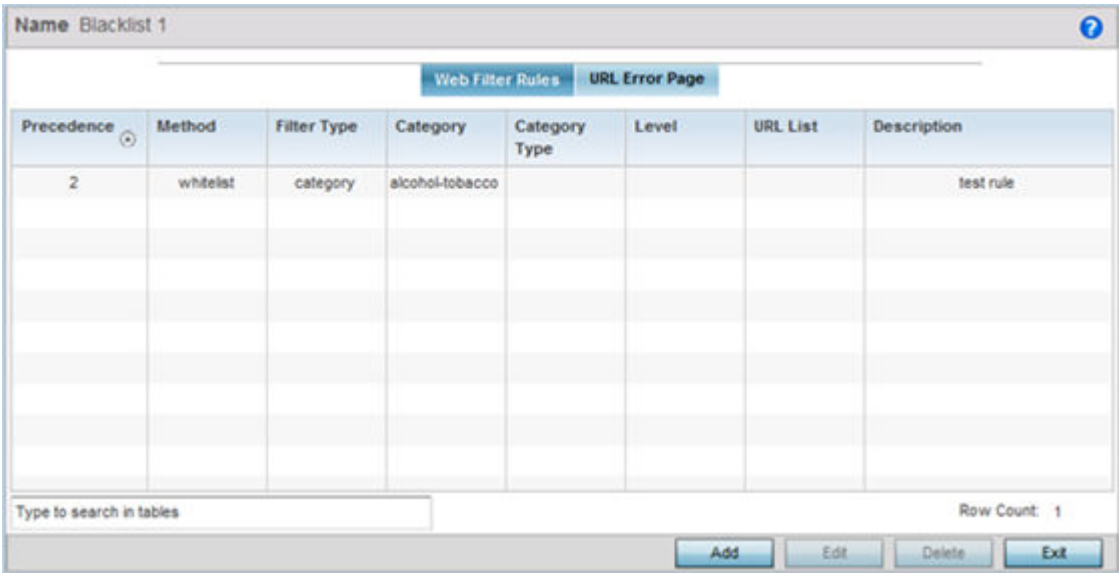 Name Blacklist 1
?
Web Filter Rules URL Error Page
Precedence Method Filter Type Category Category Type Level URL List Description
2 whitelist category alcohol-tobacco test rule
Type to search in tables Row Count: 1
Add Edit Delete Exit